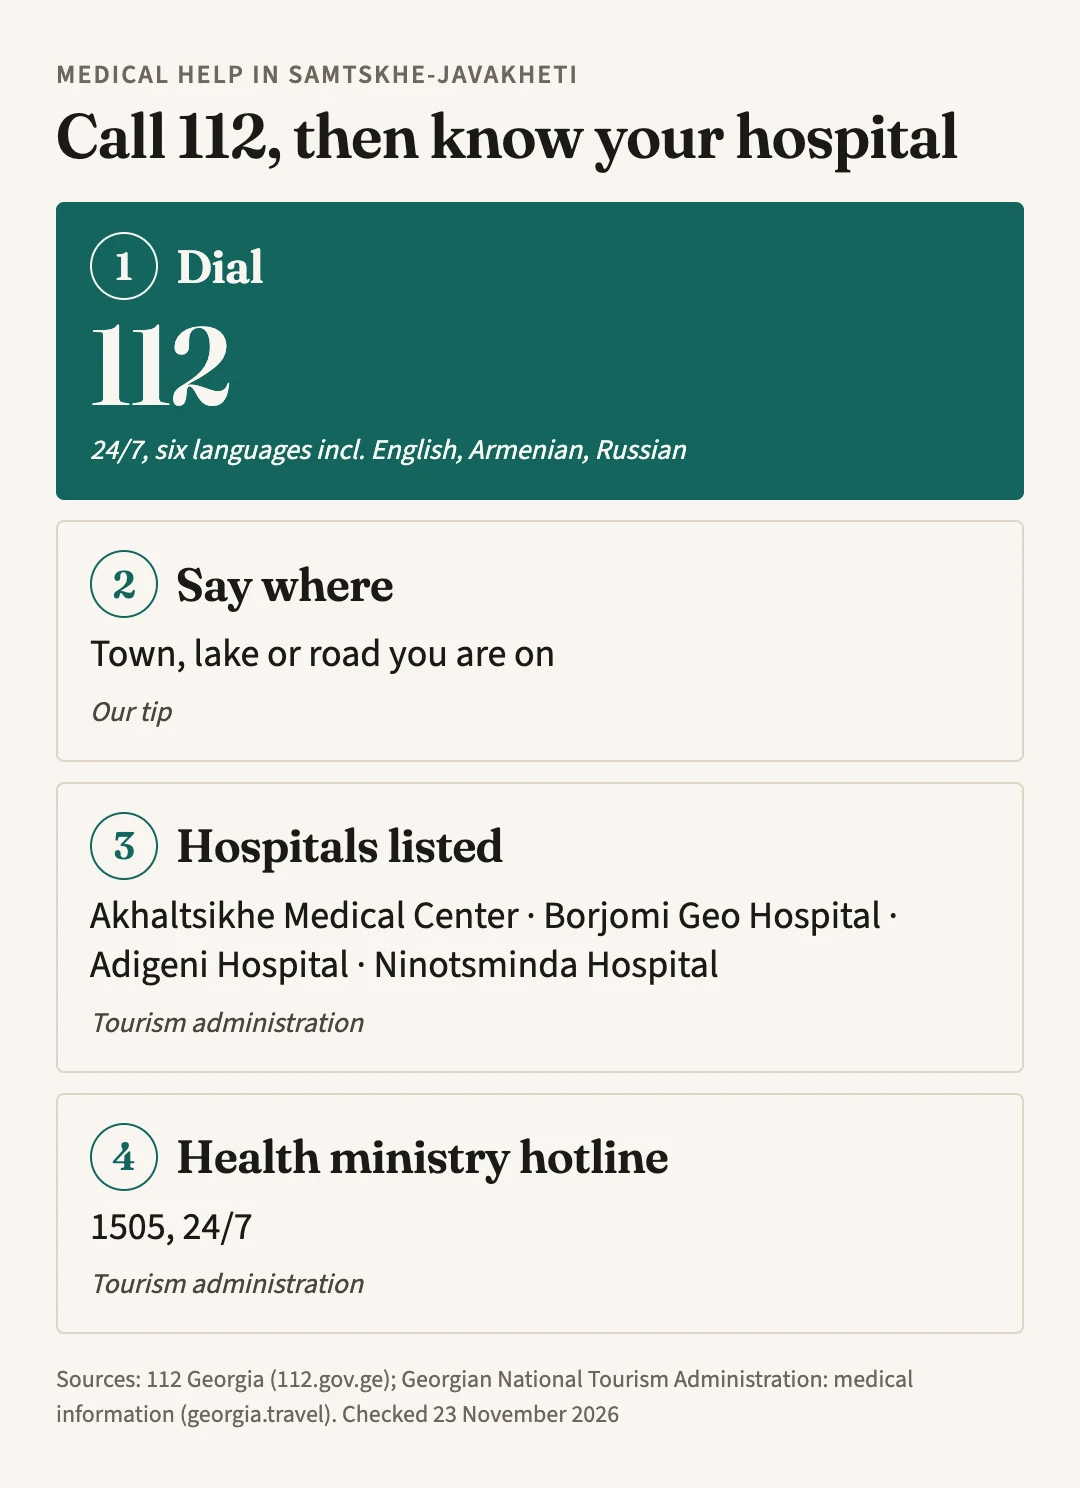 MEDICAL HELP IN SAMTSKHE-JAVAKHETI
Call 112, then know your hospital
1 Dial
112
24/7, six languages incl. English, Armenian, Russian
2 Say where
Town, lake or road you are on
Our tip
3 Hospitals listed
Akhaltsikhe Medical Center · Borjomi Geo Hospital ·
Adigeni Hospital · Ninotsminda Hospital
Tourism administration
4 Health ministry hotline
1505, 24/7
Tourism administration
Sources: 112 Georgia (112.gov.ge); Georgian National Tourism Administration: medical
information (georgia.travel). Checked 23 November 2026